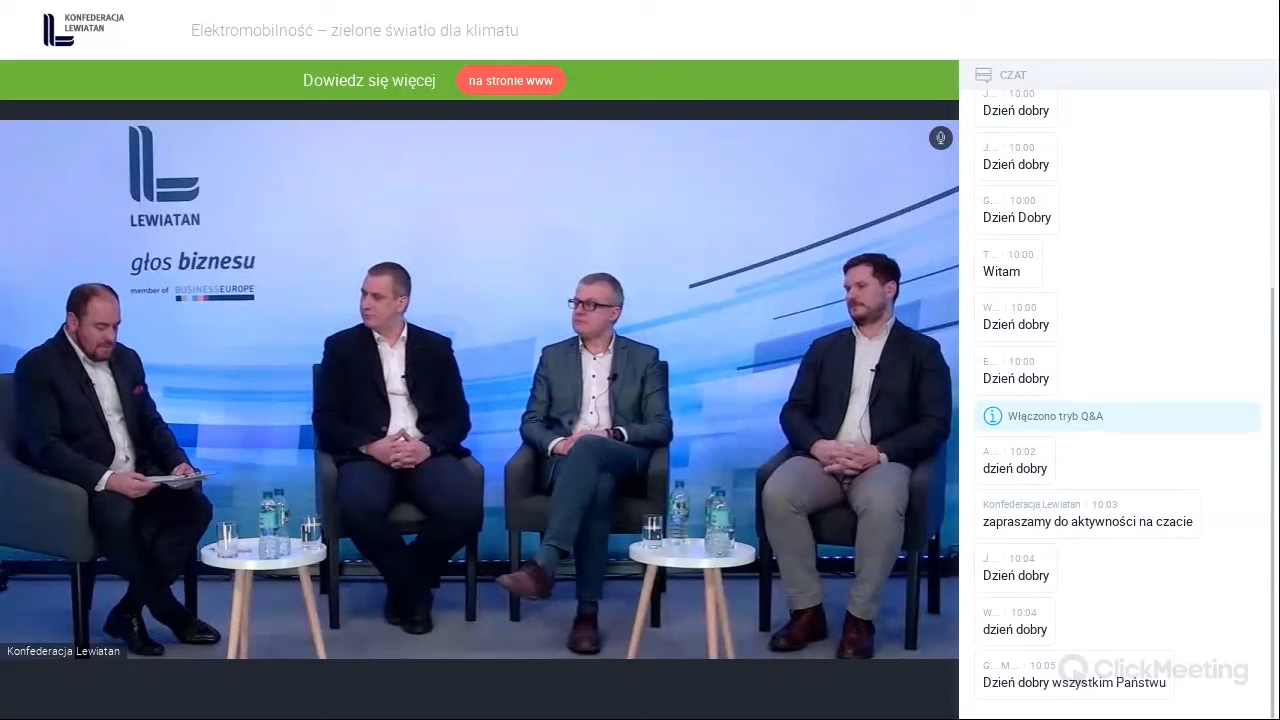 KONFEDERACJA
LEWIATAN
Elektromobilność – zielone światło dla klimatu
Dowiedz się więcej
na stronie www
LEWIATAN
głos biznesu
member of BUSINESSEUROPE
Konfederacja Lewiatan
CZAT
J... 10:00
Dzień dobry
J... 10:00
Dzień dobry
G... 10:00
Dzień Dobry
T... 10:00
Witam
W... 10:00
Dzień dobry
E... 10:00
Dzień dobry
Włączono tryb Q&A
A... 10:02
dzień dobry
Konfederacja Lewiatan 10:03
zapraszamy do aktywności na czacie
J... 10:04
Dzień dobry
W... 10:04
dzień dobry
G... M... 10:05
Dzień dobry wszystkim Państwu
ClickMeeting